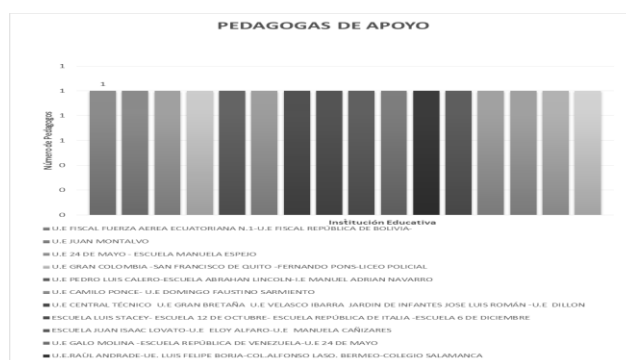 PEDAGOGAS DE APOYO
1
1
1
1
0
0
0
1
Número de Pedagogos
Institución Educativa
U.E FISCAL FUERZA AEREA ECUATORIANA N.1-U.E FISCAL REPÚBLICA DE BOLIVIA-
U.E JUAN MONTALVO
U.E 24 DE MAYO - ESCUELA MANUELA ESPEJO
U.E GRAN COLOMBIA -SAN FRANCISCO DE QUITO -FERNANDO PONS-LICEO POLICIAL
U.E PEDRO LUIS CALERO-ESCUELA ABRAHAN LINCOLN-I.E MANUEL ADRIAN NAVARRO
U.E CAMILO PONCE- U.E DOMINGO FAUSTINO SARMIENTO
U.E CENTRAL TÉCNICO U.E GRAN BRETAÑA U.E VELASCO IBARRA JARDIN DE INFANTES JOSE LUIS ROMÁN -U.E DILLON
ESCUELA LUIS STACEY- ESCUELA 12 DE OCTUBRE- ESCUELA REPÚBLICA DE ITALIA -ESCUELA 6 DE DICIEMBRE
ESCUELA JUAN ISAAC LOVATO-U.E ELOY ALFARO-U.E MANUELA CAÑIZARES
U.E GALO MOLINA -ESCUELA REPÚBLICA DE VENEZUELA-U.E 24 DE MAYO
U.E.RAÚL ANDRADE-UE. LUIS FELIPE BORJA-COL.ALFONSO LASO. BERMEO-COLEGIO SALAMANCA